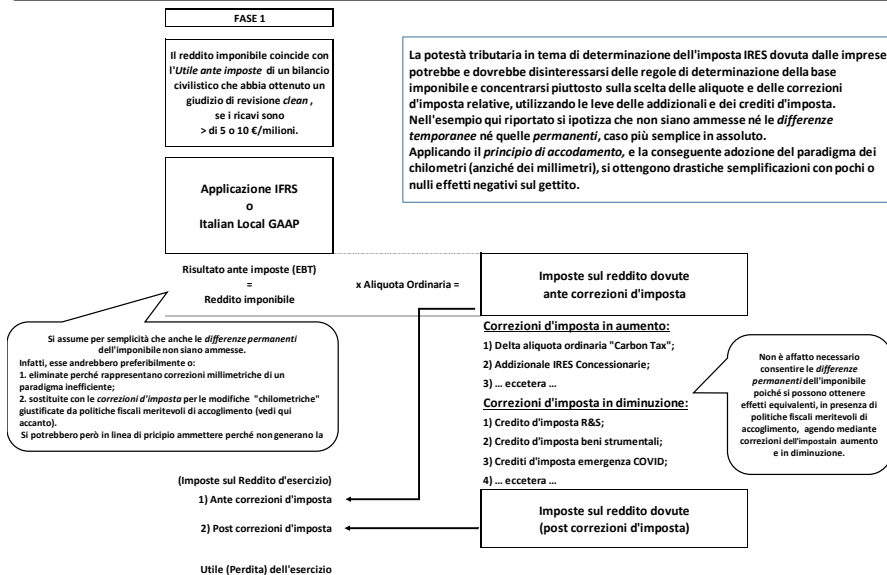 FASE 1
Il reddito imponibile coincide con
l'Utile ante imposte di un bilancio
civilistico che abbia ottenuto un
giudizio di revisione clean ,
se i ricavi sono
> di 5 o 10 €/milioni.
La potestà tributaria in tema di determinazione dell'imposta IRES dovuta dalle imprese
potrebbe e dovrebbe disinteressarsi delle regole di determinazione della base
imponibile e concentrarsi piuttosto sulla scelta delle aliquote e delle correzioni
d'imposta relative, utilizzando le leve delle addizionali e dei crediti d'imposta.
Nell'esempio qui riportato si ipotizza che non siano ammesse né le differenze
temporanee né quelle permanenti, caso più semplice in assoluto.
Applicando il principio di accodamento, e la conseguente adozione del paradigma dei
chilometri (anziché dei millimetri), si ottengono drastiche semplificazioni con pochi o
nulli effetti negativi sul gettito.
Applicazione IFRS
o
Italian Local GAAP
Risultato ante imposte (EBT)
=
Reddito imponibile
x Aliquota Ordinaria =
Imposte sul reddito dovute
ante correzioni d'imposta
Si assume per semplicità che anche le differenze permanenti
dell'imponibile non siano ammesse.
Infatti, esse andrebbero preferibilmente o:
1. eliminate perché rappresentano correzioni millimetriche di un
paradigma inefficiente;
2. sostituite con le correzioni d'imposta per le modifiche "chilometriche"
giustificate da politiche fiscali meritevoli di accoglimento (vedi qui
accanto).
Si potrebbero però in linea di pricipio ammettere perché non generano la
Correzioni d'imposta in aumento:
1) Delta aliquota ordinaria "Carbon Tax";
2) Addizionale IRES Concessionarie;
3) ... eccetera ...
Correzioni d'imposta in diminuzione:
1) Credito d'imposta R&S;
2) Credito d'imposta beni strumentali;
3) Crediti d'imposta emergenza COVID;
4) ... eccetera ...
Non è affatto necessario
consentire le differenze
permanenti dell'imponibile
poiché si possono ottenere
effetti equivalenti, in presenza di
politiche fiscali meritevoli di
accoglimento, agendo mediante
correzioni dell'impostain aumento
e in diminuzione.
(Imposte sul Reddito d'esercizio)
1) Ante correzioni d'imposta
2) Post correzioni d'imposta
Imposte sul reddito dovute
(post correzioni d'imposta)
Utile (Perdita) dell'esercizio